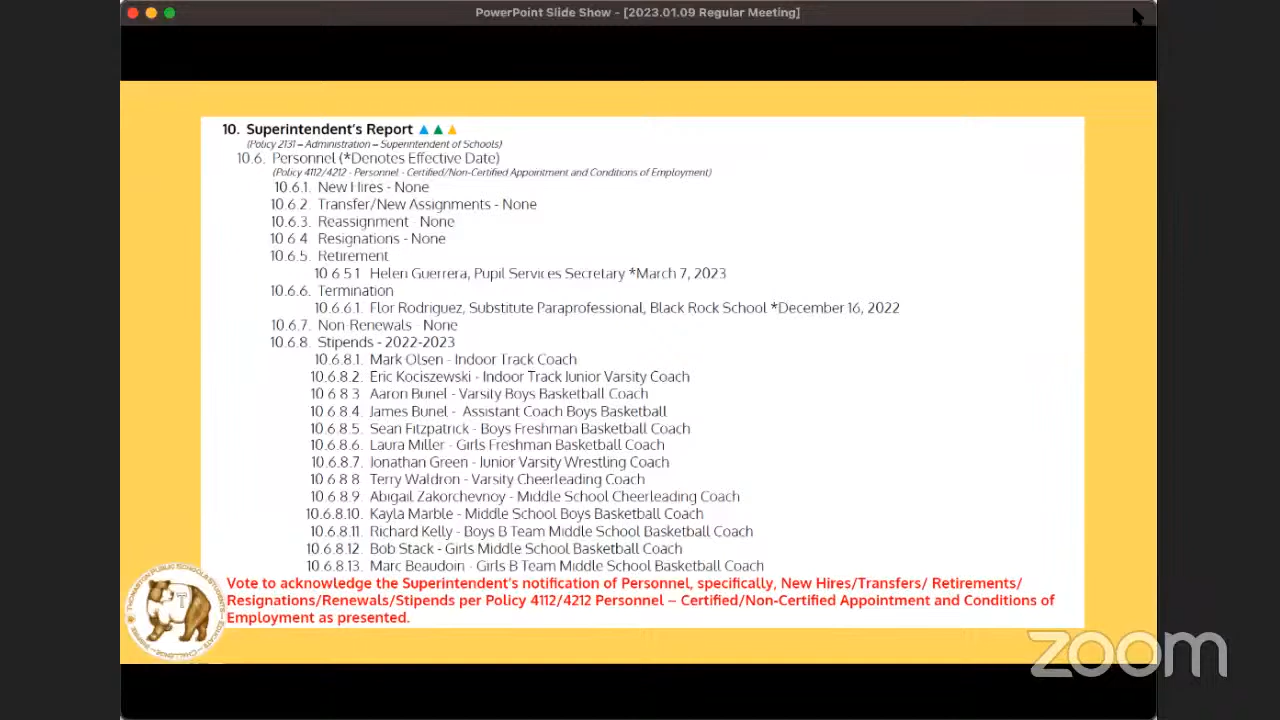 PowerPoint Slide Show - [2023.01.09 Regular Meeting]
10. Superintendent's Report
(Policy 2131 – Administration – Superintendent of Schools)
10.6. Personnel (*Denotes Effective Date)
(Policy 4112/4212 - Personnel - Certified/Non-Certified Appointment and Conditions of Employment)
10.6.1. New Hires - None
10.6.2. Transfer/New Assignments - None
10.6.3. Reassignment - None
10.6.4. Resignations - None
10.6.5. Retirement
10.6.5.1. Helen Guerrera, Pupil Services Secretary *March 7, 2023
10.6.6. Termination
10.6.6.1. Flor Rodriguez, Substitute Paraprofessional, Black Rock School *December 16, 2022
10.6.7. Non-Renewals - None
10.6.8. Stipends - 2022-2023
10.6.8.1. Mark Olsen - Indoor Track Coach
10.6.8.2. Eric Kociszewski - Indoor Track Junior Varsity Coach
10.6.8.3. Aaron Bunel - Varsity Boys Basketball Coach
10.6.8.4. James Bunel - Assistant Coach Boys Basketball
10.6.8.5. Sean Fitzpatrick - Boys Freshman Basketball Coach
10.6.8.6. Laura Miller - Girls Freshman Basketball Coach
10.6.8.7. Jonathan Green - Junior Varsity Wrestling Coach
10.6.8.8. Terry Waldron - Varsity Cheerleading Coach
10.6.8.9. Abigail Zakorchevnoy - Middle School Cheerleading Coach
10.6.8.10. Kayla Marble - Middle School Boys Basketball Coach
10.6.8.11. Richard Kelly - Boys B Team Middle School Basketball Coach
10.6.8.12. Bob Stack - Girls Middle School Basketball Coach
10.6.8.13. Marc Beaudoin - Girls B Team Middle School Basketball Coach
Vote to acknowledge the Superintendent's notification of Personnel, specifically, New Hires/Transfers/ Retirements/
Resignations/Renewals/Stipends per Policy 4112/4212 Personnel – Certified/Non-Certified Appointment and Conditions of
Employment as presented.
THOMASTON PUBLIC SCHOOLS
T
zoom